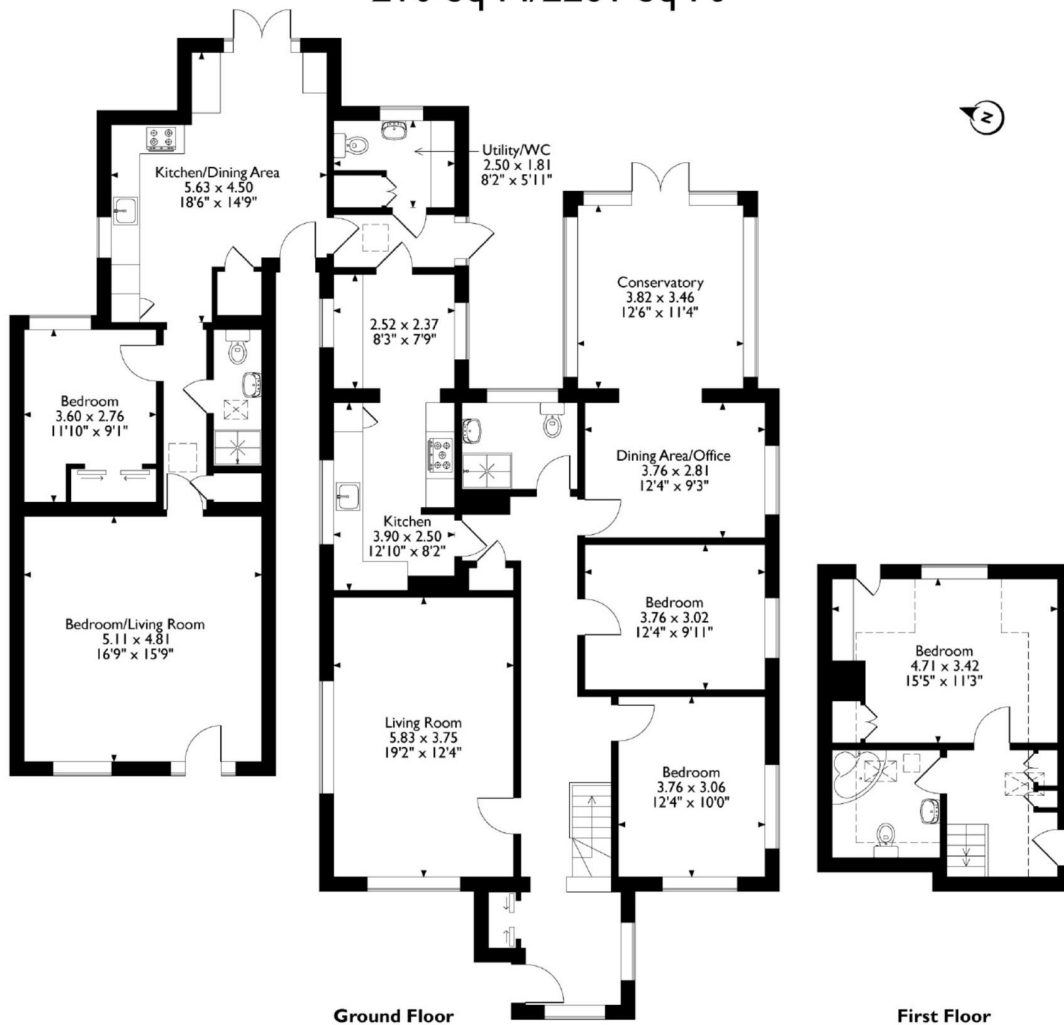 Kitchen/Dining Area
5.63 x 4.50
18'6" x 14'9"
Utility/WC
2.50 x 1.81
8'2" x 5'11"
N
Conservatory
3.82 x 3.46
12'6" x 11'4"
2.52 x 2.37
8'3" x 7'9"
Bedroom
3.60 x 2.76
11'10" x 9'1"
Dining Area/Office
3.76 x 2.81
12'4" x 9'3"
Kitchen
3.90 x 2.50
12'10" x 8'2"
Bedroom
3.76 x 3.02
12'4" x 9'11"
Bedroom/Living Room
5.11 x 4.81
16'9" x 15'9"
Bedroom
4.71 x 3.42
15'5" x 11'3"
Living Room
5.83 x 3.75
19'2" x 12'4"
Bedroom
3.76 x 3.06
12'4" x 10'0"
Ground Floor
First Floor